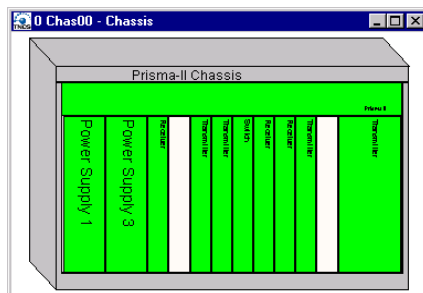 TNCS
0 Chas00 - Chassis
Prisma-II Chassis
Prisma II
Power Supply 1
Power Supply 3
Receiver
Transmitter
Transmitter
Switch
Receiver
Receiver
Transmitter
Transmitter